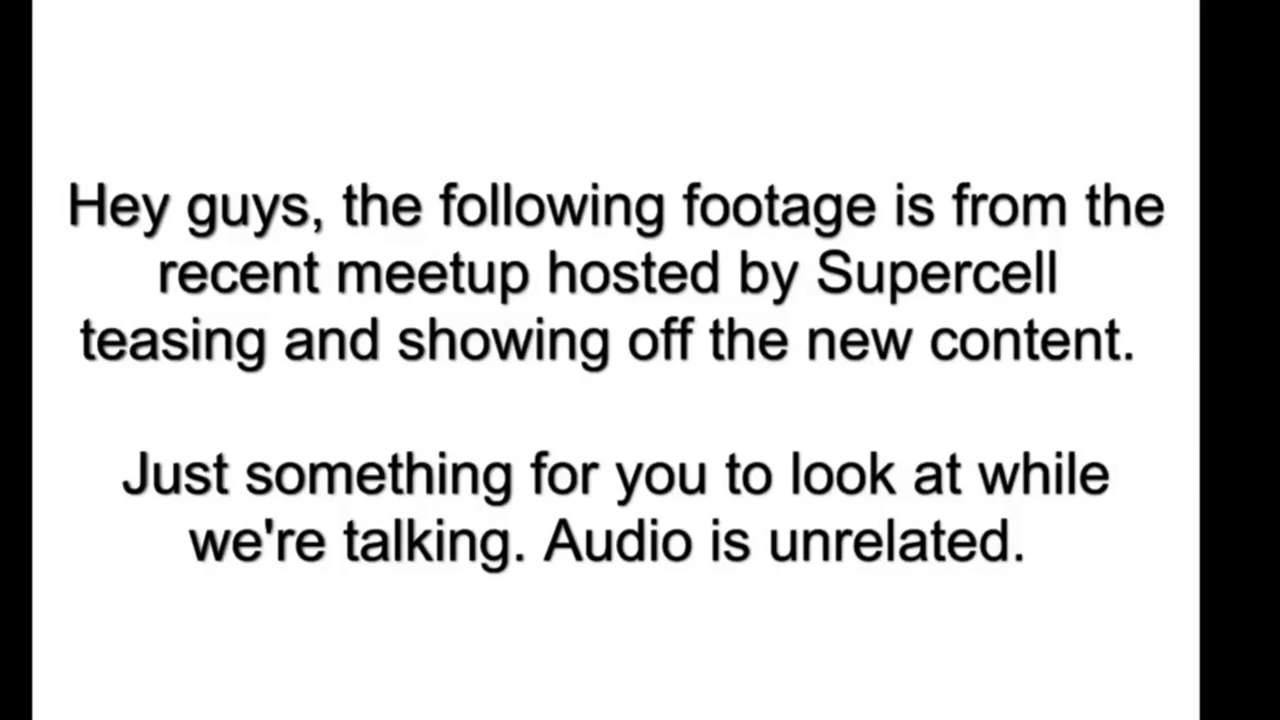 Hey guys, the following footage is from the
recent meetup hosted by Supercell
teasing and showing off the new content.
Just something for you to look at while
we're talking. Audio is unrelated.